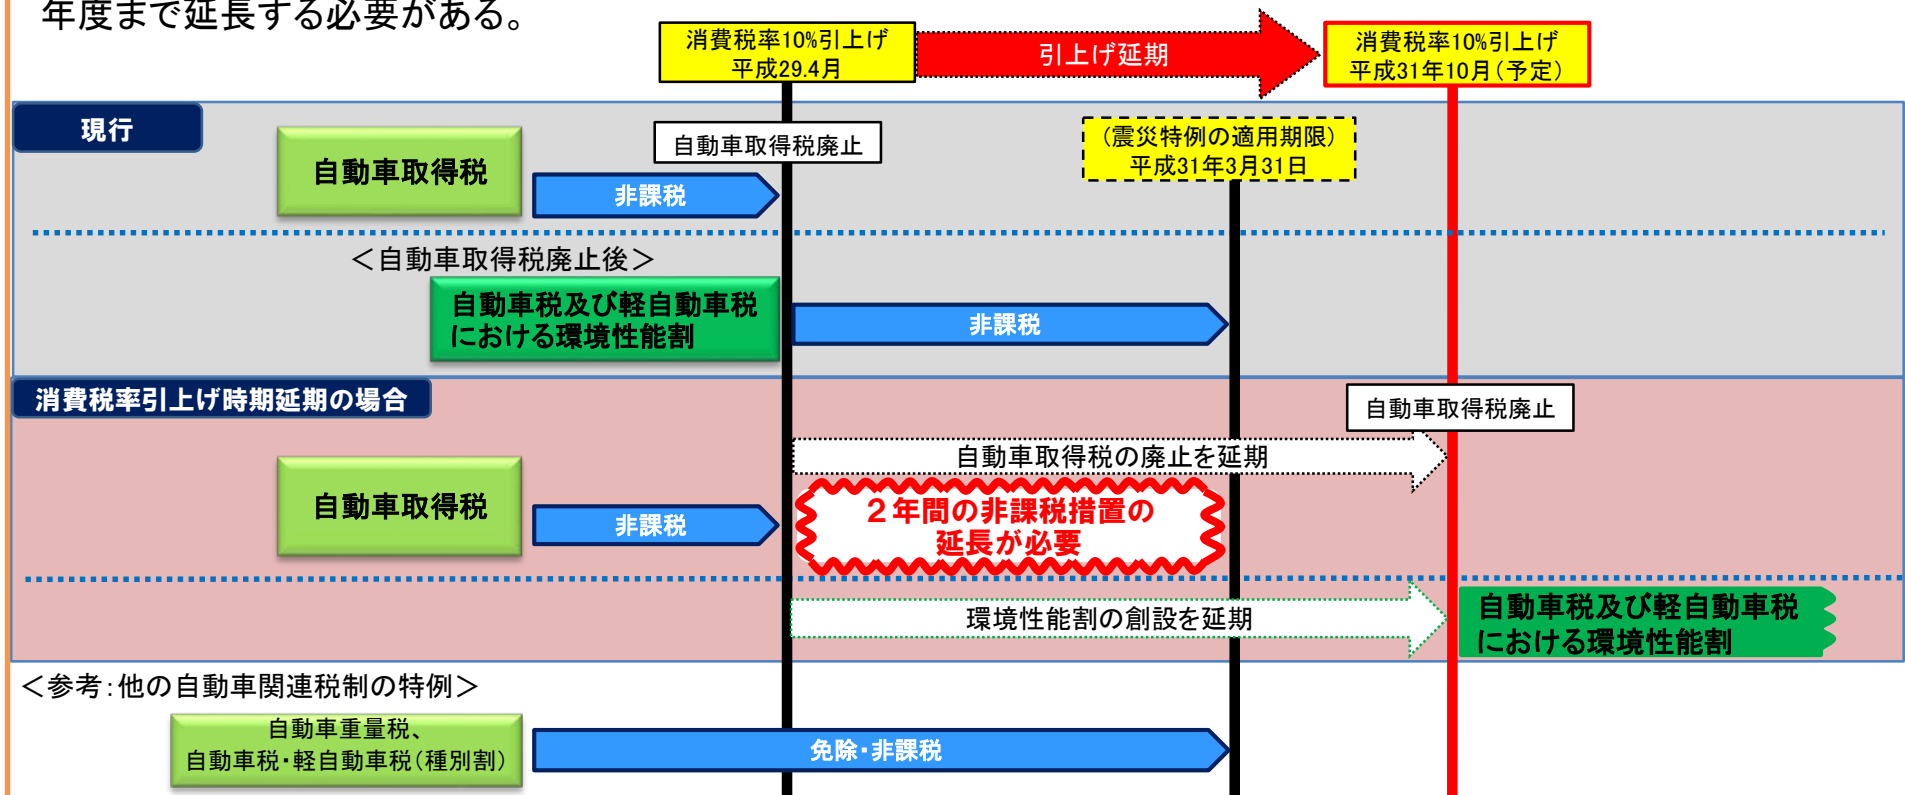 年度まで延長する必要がある。
消費税率10%引上げ
平成29.4月
引上げ延期
消費税率10%引上げ
平成31年10月(予定)
現行
自動車取得税
非課税
自動車取得税廃止
(震災特例の適用期限)
平成31年3月31日
＜自動車取得税廃止後＞
自動車税及び軽自動車税
における環境性能割
非課税
消費税率引上げ時期延期の場合
自動車取得税廃止
自動車取得税の廃止を延期
自動車取得税
非課税
２年間の非課税措置の
延長が必要
環境性能割の創設を延期
自動車税及び軽自動車税
における環境性能割
＜参考：他の自動車関連税制の特例＞
自動車重量税、
自動車税・軽自動車税(種別割)
免除・非課税